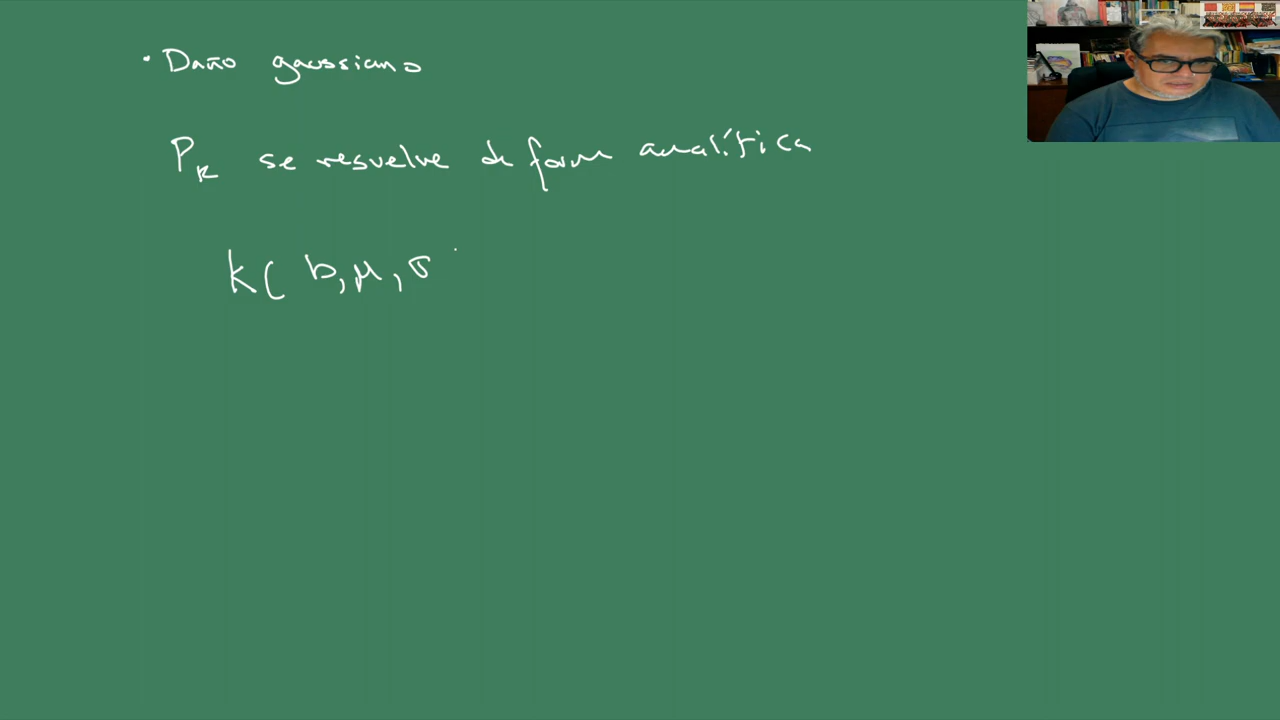 · Daño gaussiano
P_k se resuelve de forma analítica
k( b, μ, σ